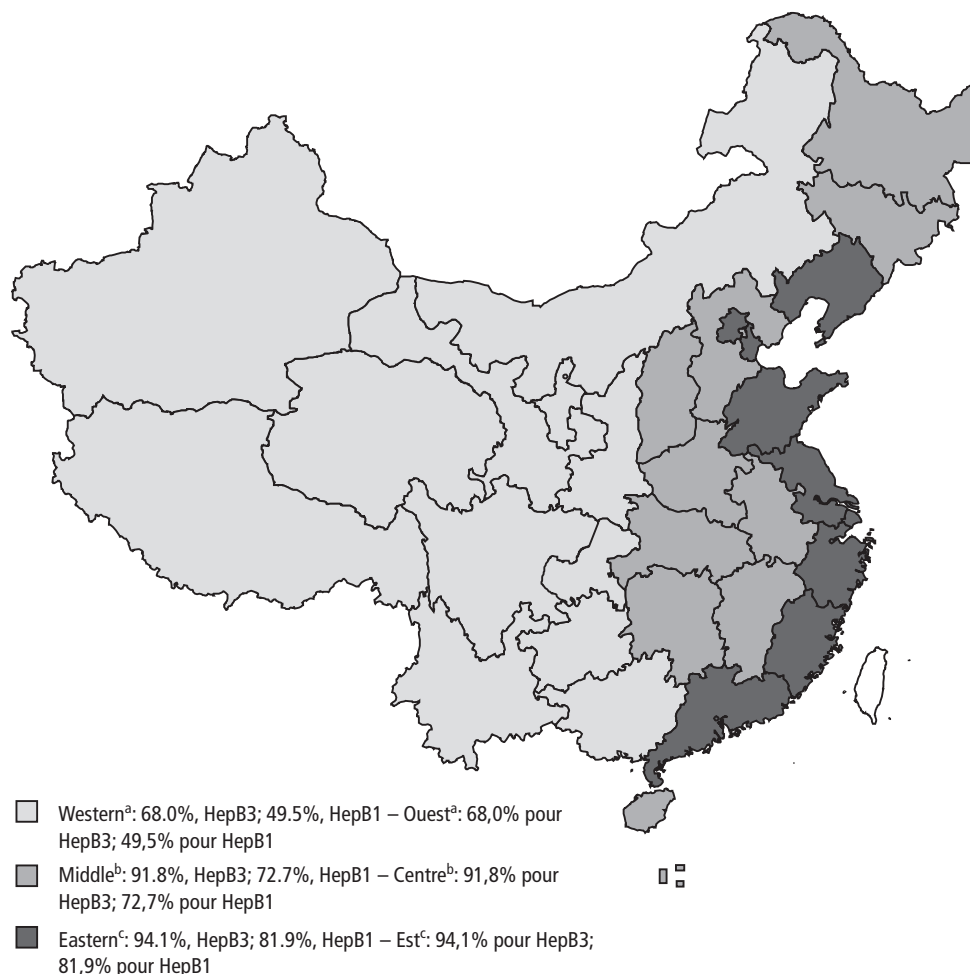 Westernᵃ: 68.0%, HepB3; 49.5%, HepB1 – Ouestᵃ: 68,0% pour
HepB3; 49,5% pour HepB1
Middleᵇ: 91.8%, HepB3; 72.7%, HepB1 – Centreᵇ: 91,8% pour
HepB3; 72,7% pour HepB1
Easternᶜ: 94.1%, HepB3; 81.9%, HepB1 – Estᶜ: 94,1% pour HepB3;
81,9% pour HepB1